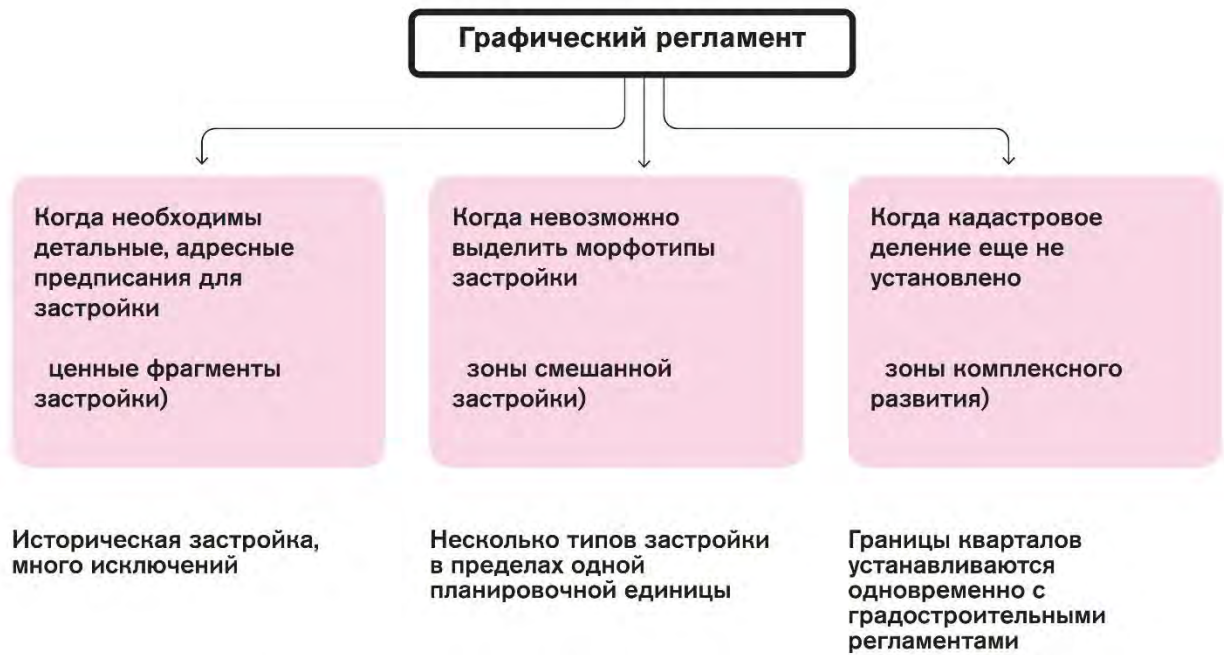 Графический регламент
Когда необходимы
детальные, адресные
предписания для
застройки
ценные фрагменты
застройки)
Когда невозможно
выделить морфотипы
застройки
зоны смешанной
застройки)
Когда кадастровое
деление еще не
установлено
зоны комплексного
развития)
Историческая застройка,
много исключений
Несколько типов застройки
в пределах одной
планировочной единицы
Границы кварталов
устанавливаются
одновременно с
градостроительными
регламентами